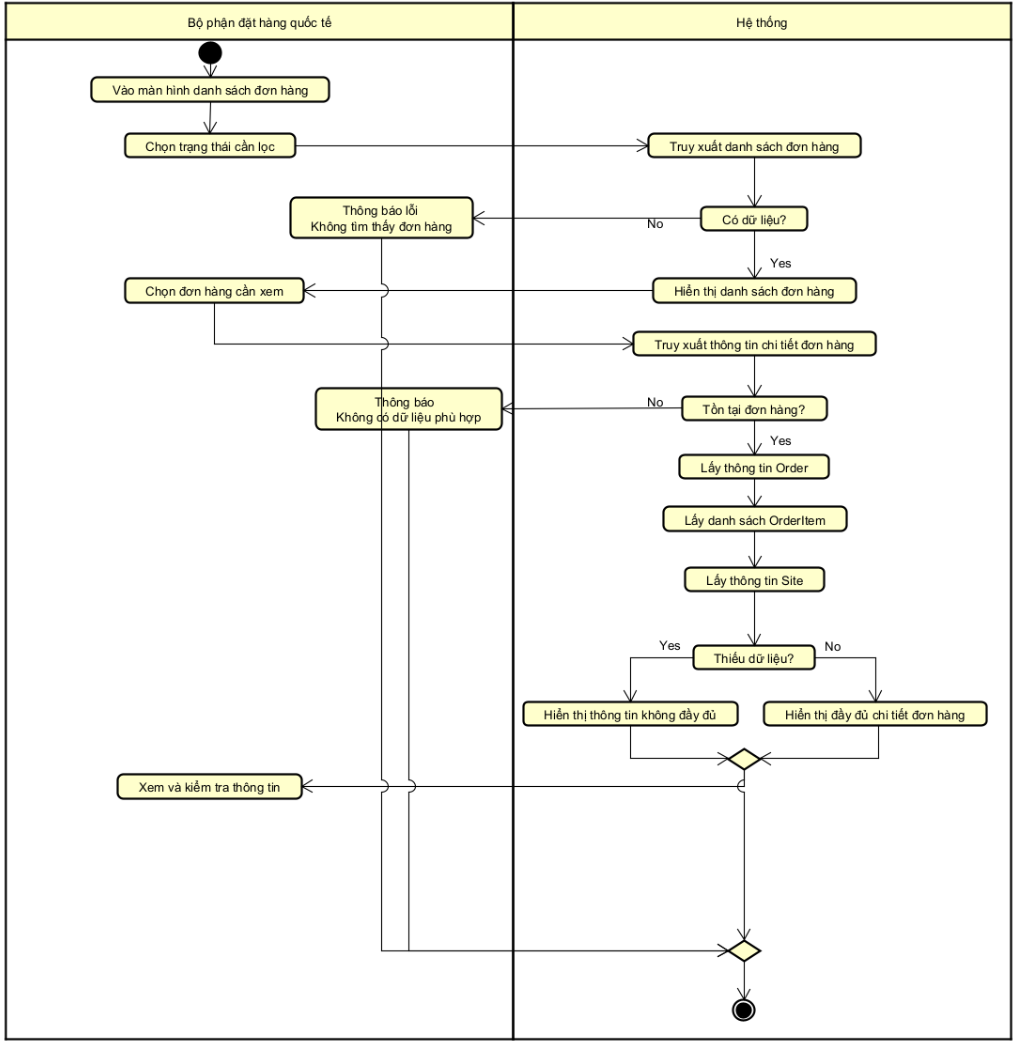 Bộ phận đặt hàng quốc tế
Hệ thống
Vào màn hình danh sách đơn hàng
Chọn trạng thái cần lọc
Truy xuất danh sách đơn hàng
Thông báo lỗi
Không tìm thấy đơn hàng
No
Có dữ liệu?
Yes
Chọn đơn hàng cần xem
Hiển thị danh sách đơn hàng
Truy xuất thông tin chi tiết đơn hàng
Thông báo
Không có dữ liệu phù hợp
No
Tồn tại đơn hàng?
Yes
Lấy thông tin Order
Lấy danh sách OrderItem
Lấy thông tin Site
Yes
Thiếu dữ liệu?
No
Hiển thị thông tin không đầy đủ
Hiển thị đầy đủ chi tiết đơn hàng
Xem và kiểm tra thông tin